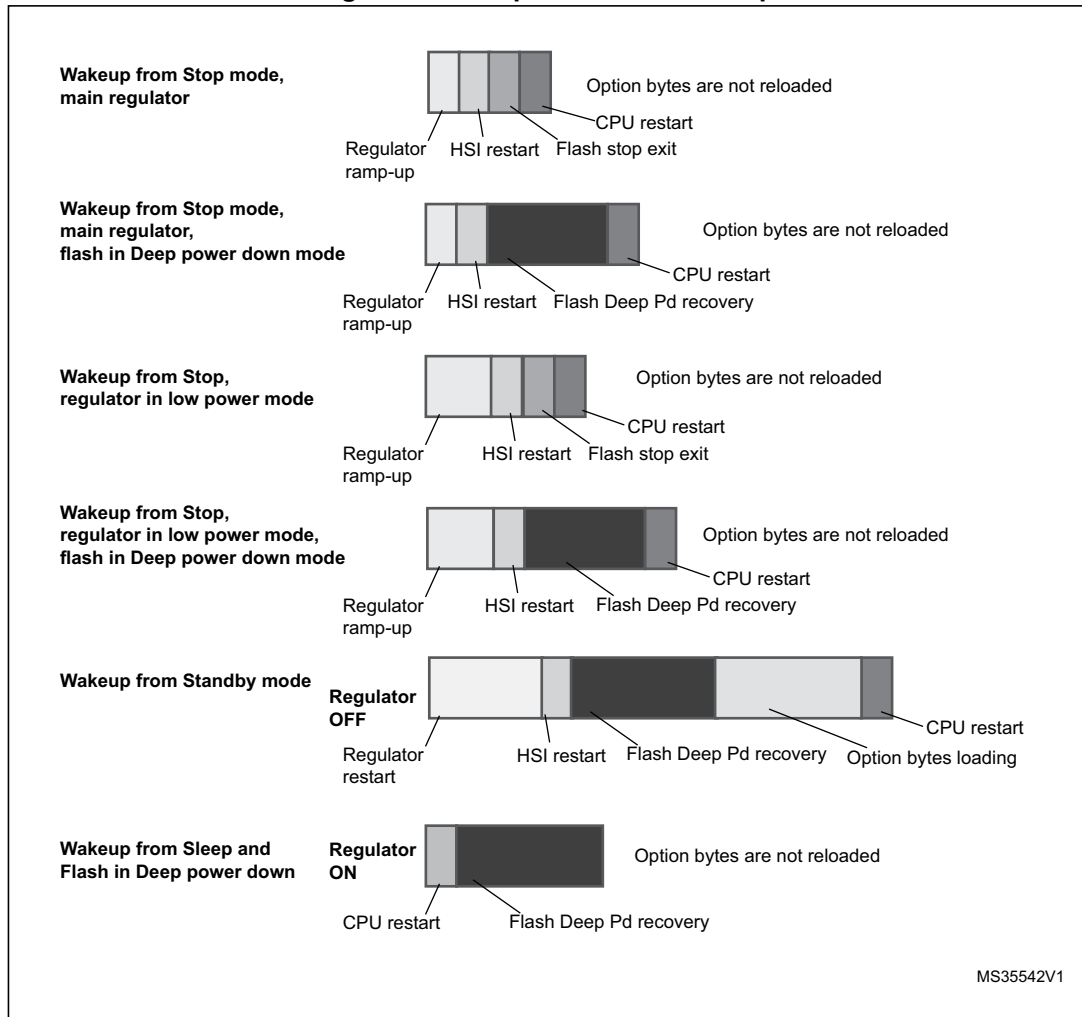 Wakeup from Stop mode,
main regulator
Option bytes are not reloaded
CPU restart
Regulator
ramp-up
HSI restart
Flash stop exit
Wakeup from Stop mode,
main regulator,
flash in Deep power down mode
Option bytes are not reloaded
CPU restart
Regulator
ramp-up
HSI restart
Flash Deep Pd recovery
Wakeup from Stop,
regulator in low power mode
Option bytes are not reloaded
CPU restart
Regulator
ramp-up
HSI restart
Flash stop exit
Wakeup from Stop,
regulator in low power mode,
flash in Deep power down mode
Option bytes are not reloaded
CPU restart
Regulator
ramp-up
HSI restart
Flash Deep Pd recovery
Wakeup from Standby mode
Regulator
OFF
CPU restart
Regulator
restart
HSI restart
Flash Deep Pd recovery
Option bytes loading
Wakeup from Sleep and
Flash in Deep power down
Regulator
ON
Option bytes are not reloaded
CPU restart
Flash Deep Pd recovery
MS35542V1